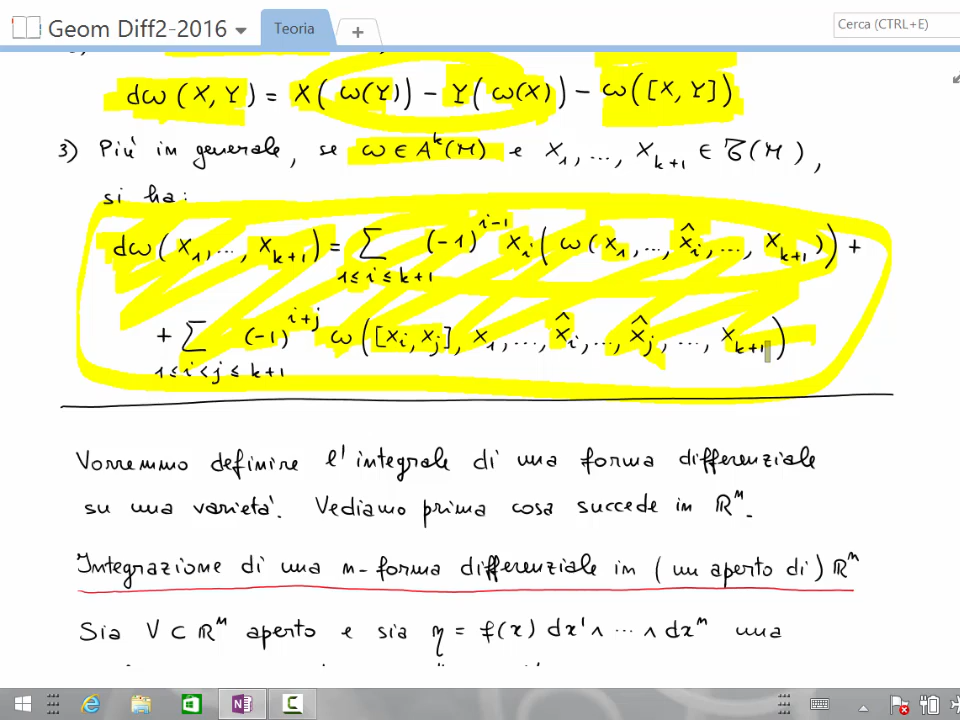 Geom Diff2-2016
Teoria
+
Cerca (CTRL+E)
dω (X, Y) = X(ω(Y)) - Y(ω(X)) - ω([X, Y])
3) Piu' in generale, se ω ∈ A^k(M) e X_1, ..., X_{k+1} ∈ 𝒯(M),
si ha:
dω(X_1, ..., X_{k+1}) = ∑_{1≤i≤k+1} (-1)^{i-1} X_i(ω(X_1, ..., X̂_i, ..., X_{k+1})) +
+ ∑_{1≤i<j≤k+1} (-1)^{i+j} ω([X_i, X_j], X_1, ..., X̂_i, ..., X̂_j, ..., X_{k+1})
Vorremmo definire l'integrale di una forma differenziale
su una varieta'. Vediamo prima cosa succede in ℝ^n.
Integrazione di una n-forma differenziale in (un aperto di) ℝ^n
Sia V ⊂ ℝ^n aperto e sia η = f(x) dx^1 ∧ ... ∧ dx^n una